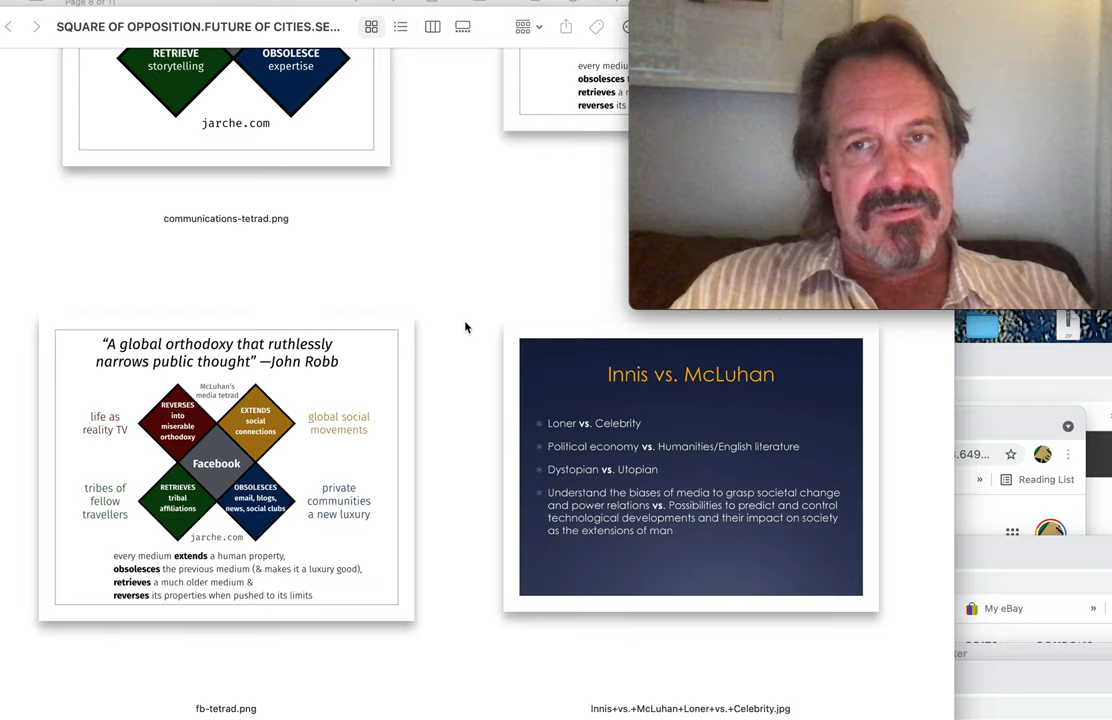 Page 8 of 11
SQUARE OF OPPOSITION.FUTURE OF CITIES.SE...
RETRIEVE
storytelling
OBSOLESCE
expertise
jarche.com
communications-tetrad.png
every mediu
obsolesces
retrieves a
reverses its
“A global orthodoxy that ruthlessly
narrows public thought” —John Robb
McLuhan's
media tetrad
life as
reality TV
REVERSES
into
miserable
orthodoxy
EXTENDS
social
connections
global social
movements
Facebook
tribes of
fellow
travellers
RETRIEVES
tribal
affiliations
OBSOLESCES
email, blogs,
news, social clubs
private
communities
a new luxury
jarche.com
every medium extends a human property,
obsolesces the previous medium (& makes it a luxury good),
retrieves a much older medium &
reverses its properties when pushed to its limits
fb-tetrad.png
Innis vs. McLuhan
Loner vs. Celebrity
Political economy vs. Humanities/English literature
Dystopian vs. Utopian
Understand the biases of media to grasp societal change
and power relations vs. Possibilities to predict and control
technological developments and their impact on society
as the extensions of man
Innis+vs.+McLuhan+Loner+vs.+Celebrity.jpg
ZIP
.649...
» Reading List
My eBay »